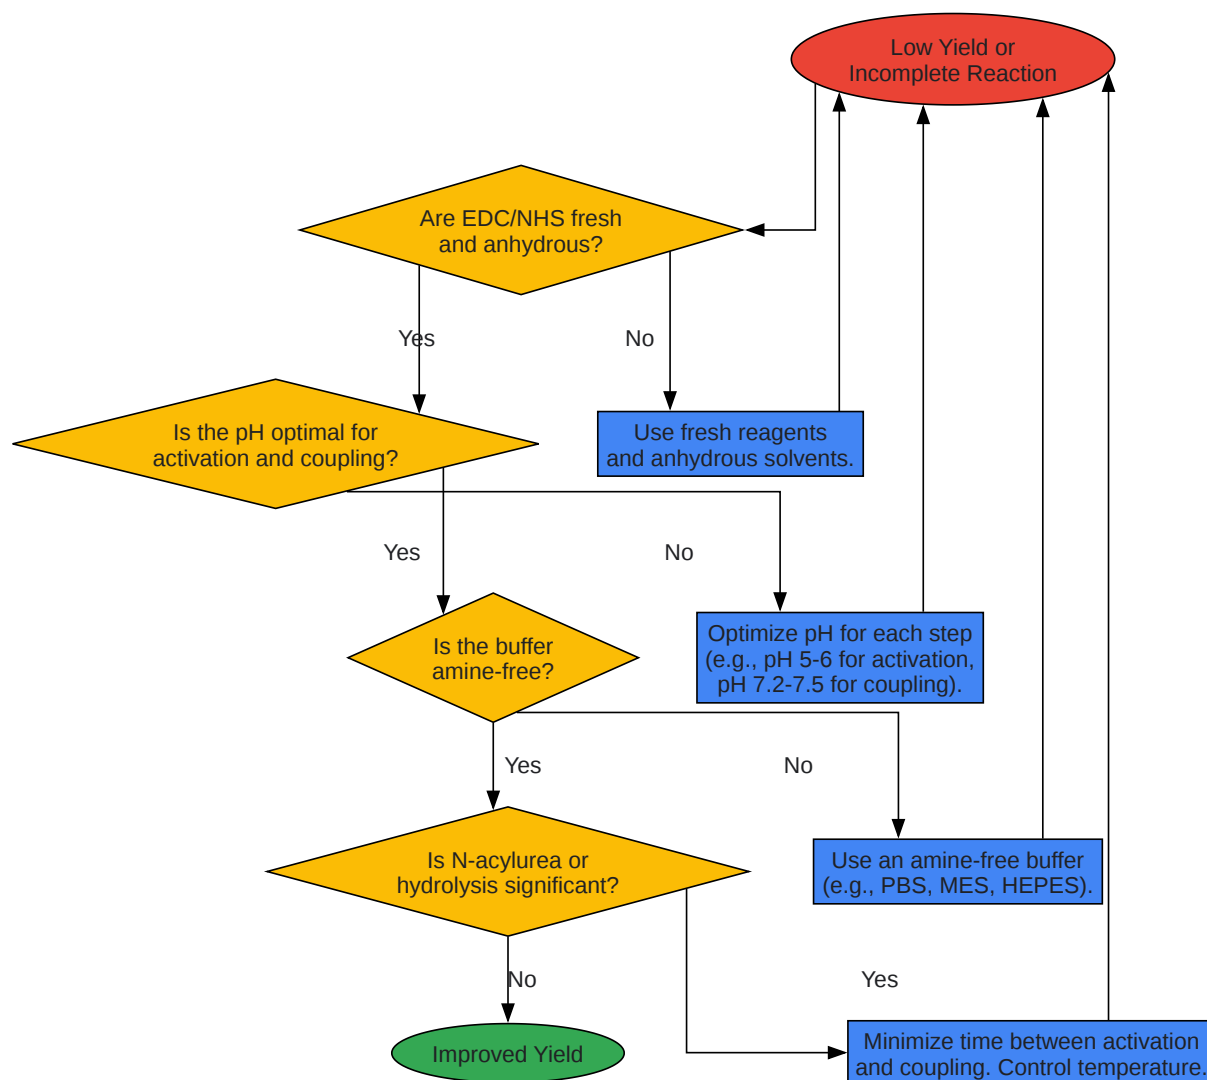 Low Yield or
Incomplete Reaction
Are EDC/NHS fresh
and anhydrous?
Yes
No
Is the pH optimal for
activation and coupling?
Use fresh reagents
and anhydrous solvents.
Yes
No
Is the buffer
amine-free?
Optimize pH for each step
(e.g., pH 5-6 for activation,
pH 7.2-7.5 for coupling).
Yes
No
Is N-acylurea or
hydrolysis significant?
Use an amine-free buffer
(e.g., PBS, MES, HEPES).
No
Yes
Improved Yield
Minimize time between activation
and coupling. Control temperature.